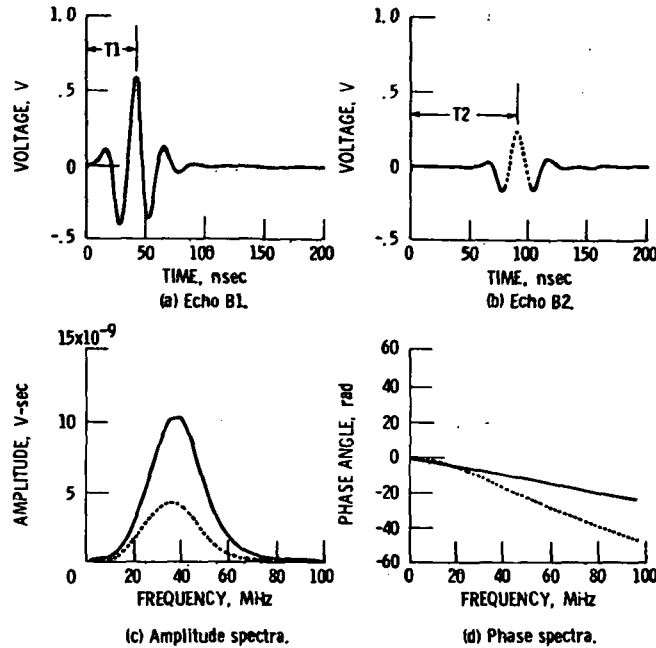 1.0
T1
.5
0
-.5
VOLTAGE, V
0 50 100 150 200
TIME, nsec
(a) Echo B1.
1.0
.5
T2
0
-.5
VOLTAGE, V
0 50 100 150 200
TIME, nsec
(b) Echo B2.
15x10⁻⁹
10
5
0
AMPLITUDE, V-sec
20 40 60 80 100
FREQUENCY, MHz
(c) Amplitude spectra.
60
40
20
0
-20
-40
-60
PHASE ANGLE, rad
0 20 40 60 80 100
FREQUENCY, MHz
(d) Phase spectra.